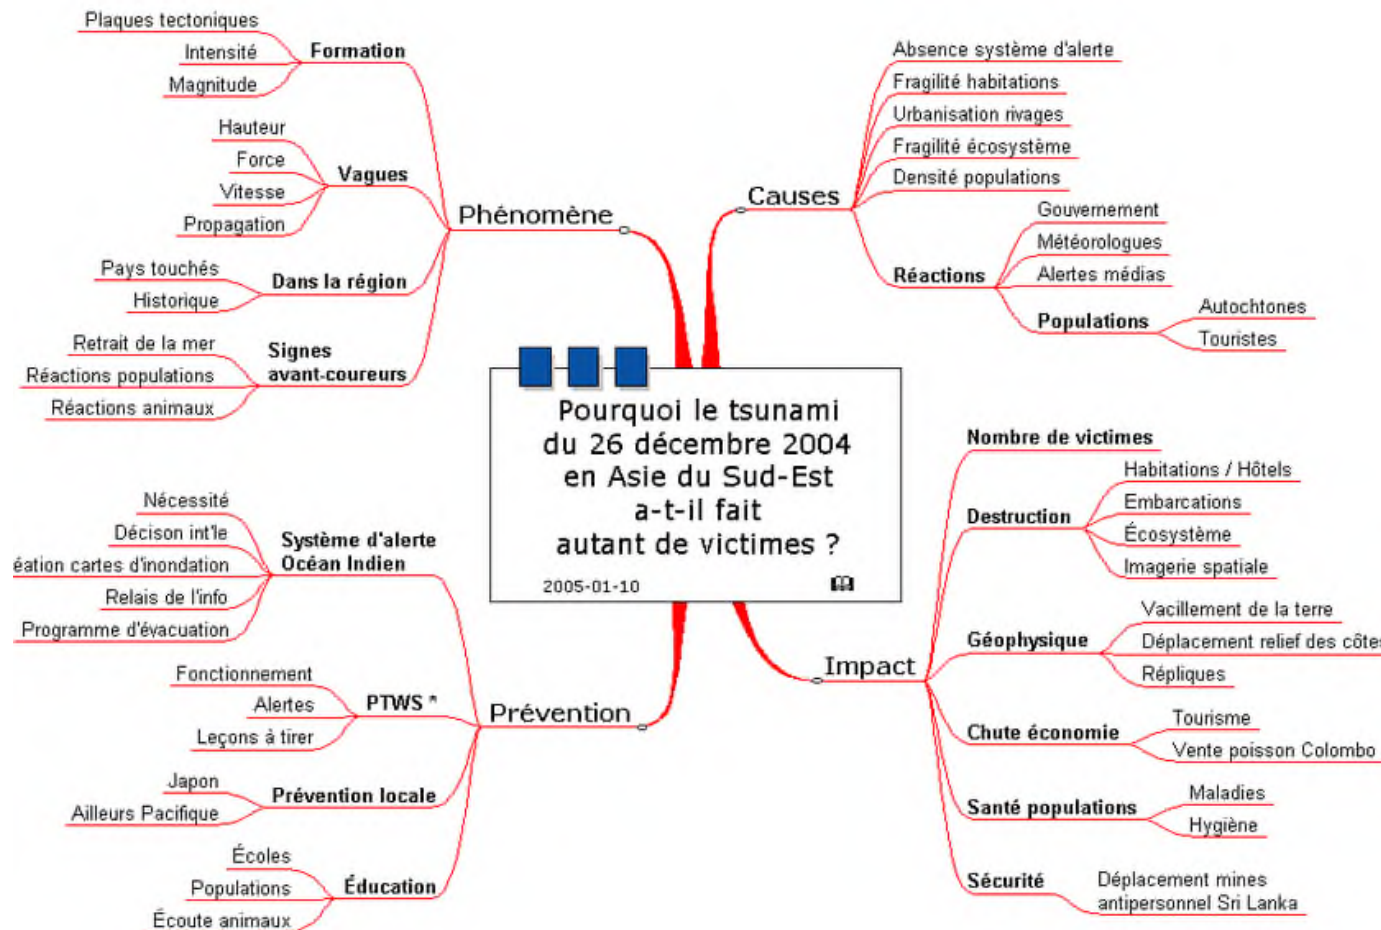 Plaques tectoniques
Intensité
Magnitude
Formation
Hauteur
Force
Vitesse
Propagation
Vagues
Pays touchés
Historique
Dans la région
Retrait de la mer
Réactions populations
Réactions animaux
Signes
avant-coureurs
Phénomène
Causes
Absence système d'alerte
Fragilité habitations
Urbanisation rivages
Fragilité écosystème
Densité populations
Réactions
Gouvernement
Météorologues
Alertes médias
Populations
Autochtones
Touristes
Pourquoi le tsunami
du 26 décembre 2004
en Asie du Sud-Est
a-t-il fait
autant de victimes ?
2005-01-10
Nécessité
Décison int'le
éation cartes d'inondation
Relais de l'info
Programme d'évacuation
Système d'alerte
Océan Indien
Fonctionnement
Alertes
Leçons à tirer
PTWS *
Japon
Ailleurs Pacifique
Prévention locale
Écoles
Populations
Écoute animaux
Éducation
Prévention
Impact
Nombre de victimes
Destruction
Habitations / Hôtels
Embarcations
Écosystème
Imagerie spatiale
Géophysique
Vacillement de la terre
Déplacement relief des côtes
Répliques
Chute économie
Tourisme
Vente poisson Colombo
Santé populations
Maladies
Hygiène
Sécurité
Déplacement mines
antipersonnel Sri Lanka